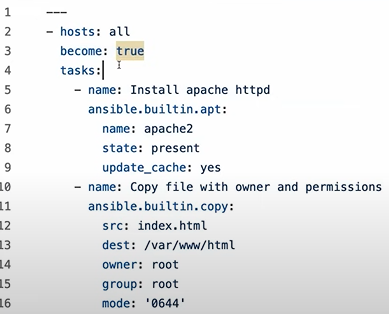 1 ---
2 - hosts: all
3   become: true
4   tasks:
5     - name: Install apache httpd
6       ansible.builtin.apt:
7         name: apache2
8         state: present
9         update_cache: yes
10     - name: Copy file with owner and permissions
11       ansible.builtin.copy:
12         src: index.html
13         dest: /var/www/html
14         owner: root
15         group: root
16         mode: '0644'